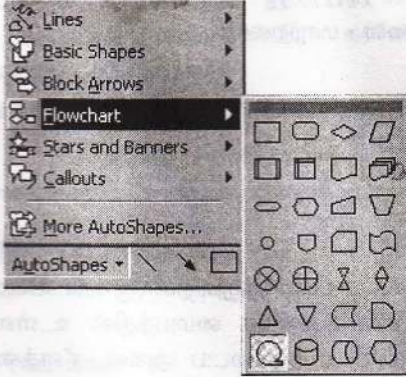 Lines
Basic Shapes
Block Arrows
Flowchart
Stars and Banners
Callouts
More AutoShapes...
AutoShapes